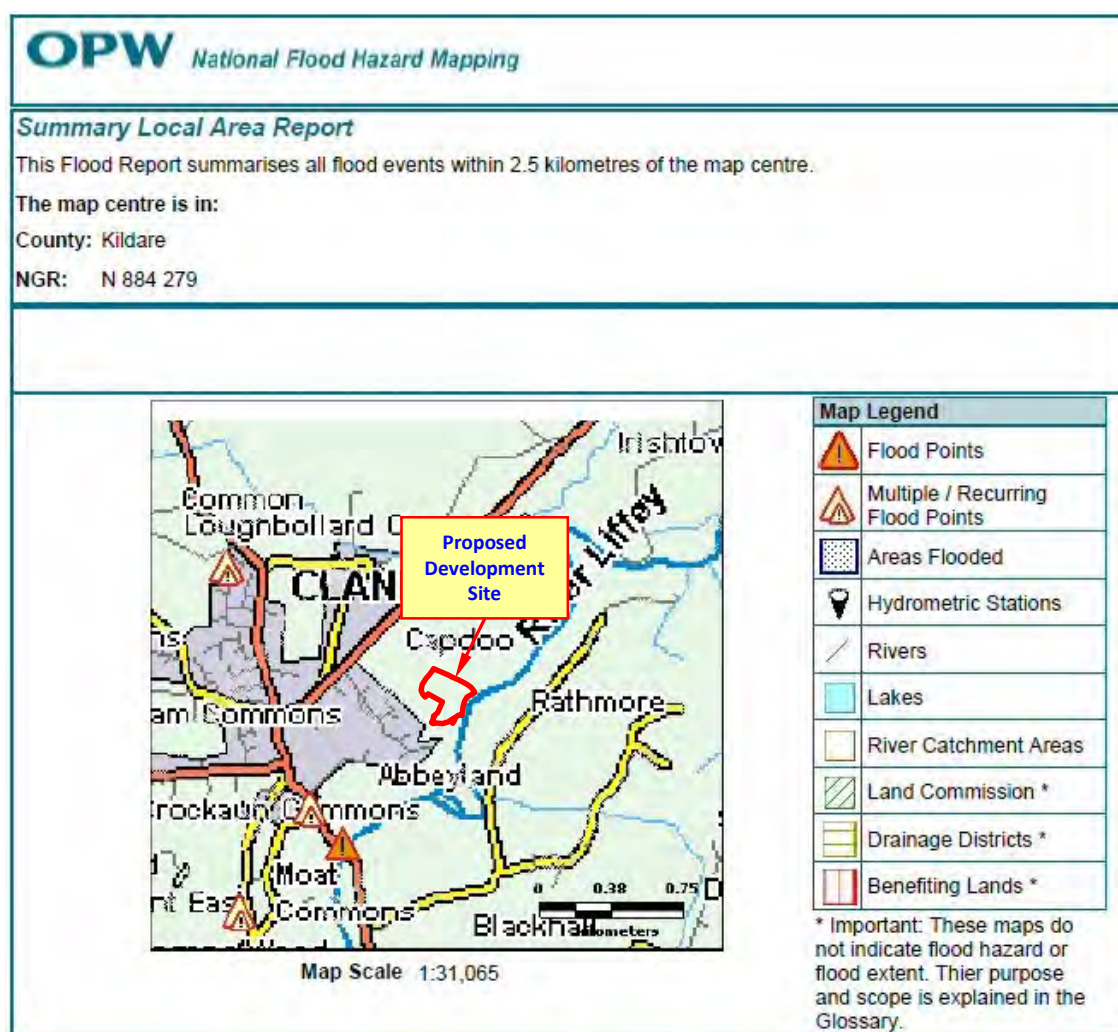 OPW National Flood Hazard Mapping
Summary Local Area Report
This Flood Report summarises all flood events within 2.5 kilometres of the map centre.
The map centre is in:
County: Kildare
NGR: N 884 279
Irishtow
Common
Loughbollard C
CLAN
Proposed
Development
Site
River Liffey
Capdoo
ns
am Commons
Rathmore
Abbeyland
rockaun Commons
Moat
nt East
Commons
Blackhall
0 0.38 0.75
Kilometers
D
Map Scale 1:31,065
Map Legend
Flood Points
Multiple / Recurring
Flood Points
Areas Flooded
Hydrometric Stations
Rivers
Lakes
River Catchment Areas
Land Commission *
Drainage Districts *
Benefiting Lands *
* Important: These maps do
not indicate flood hazard or
flood extent. Thier purpose
and scope is explained in the
Glossary.